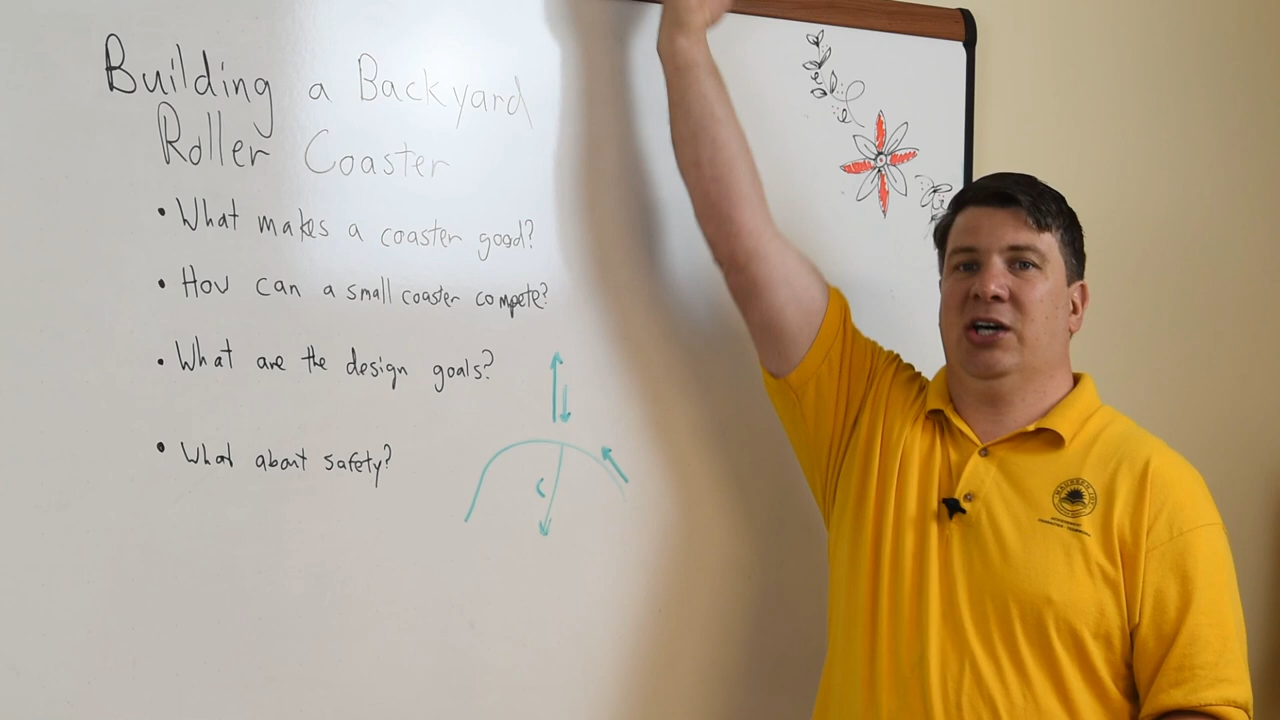 Building a Backyard
Roller Coaster
• What makes a coaster good?
• How can a small coaster compete?
• What are the design goals?
• What about safety?